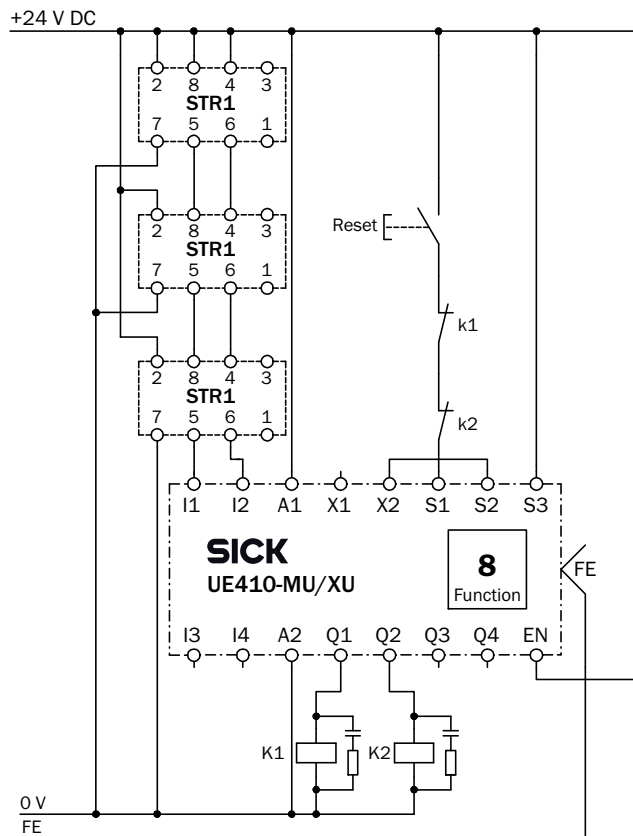 +24 V DC
2 8 4 3
STR1
7 5 6 1
2 8 4 3
STR1
7 5 6 1
Reset
k1
2 8 4 3
STR1
7 5 6 1
k2
I1 I2 A1 X1 X2 S1 S2 S3
SICK
UE410-MU/XU
8
Function
FE
I3 I4 A2 Q1 Q2 Q3 Q4 EN
K1 K2
0 V
FE